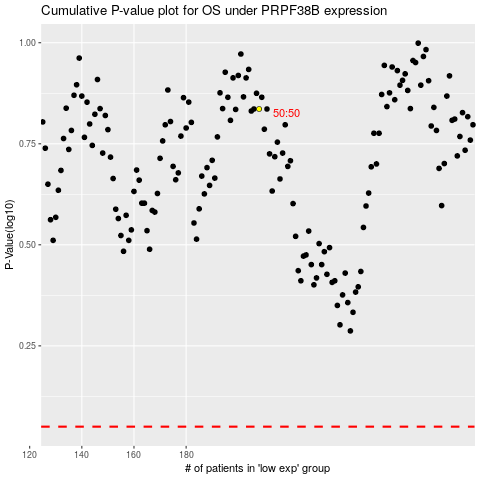 Cumulative P-value plot for OS under PRPF38B expression
P-Value(log10)
1.00
0.75
0.50
0.25
50:50
120 140 160 180
# of patients in 'low exp' group